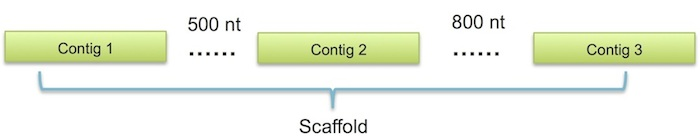 500 nt
800 nt
Contig 1 ...... Contig 2 ...... Contig 3
Scaffold